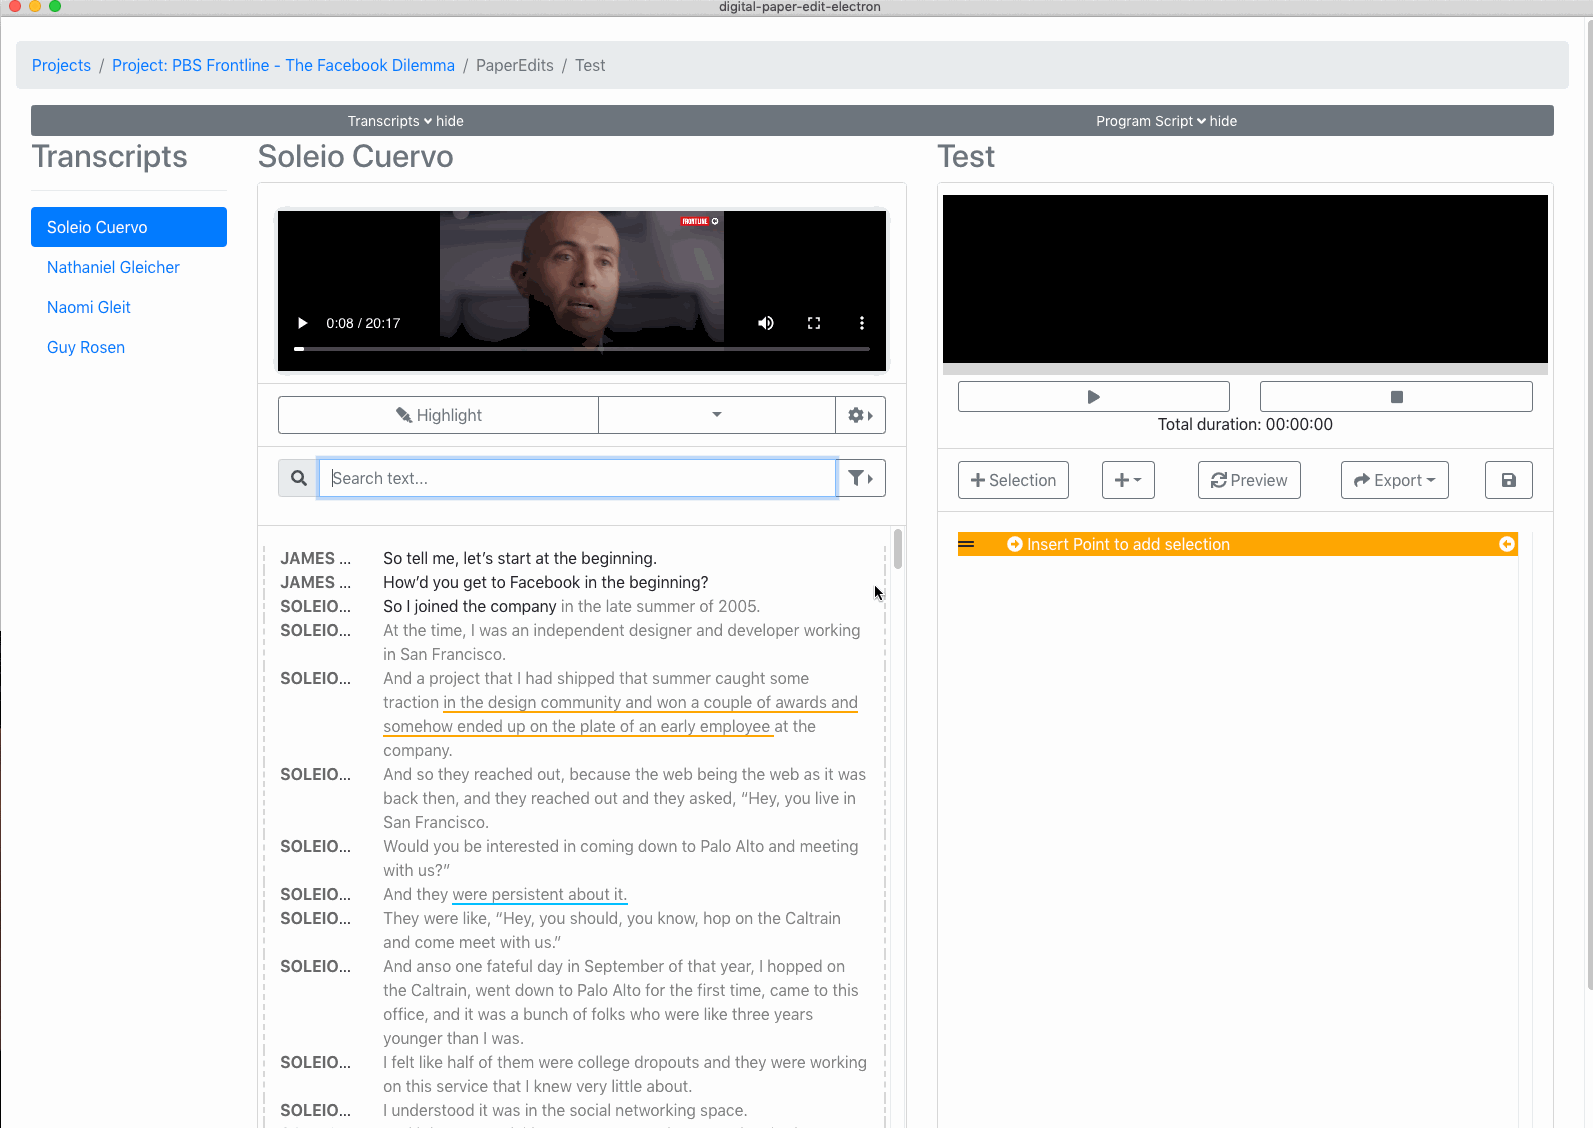 digital-paper-edit-electron
Projects / Project: PBS Frontline - The Facebook Dilemma / PaperEdits / Test
Transcripts hide
Program Script hide
Transcripts
Soleio Cuervo
Nathaniel Gleicher
Naomi Gleit
Guy Rosen
Soleio Cuervo
FRONTLINE
0:08 / 20:17
Highlight
Search text...
JAMES ... So tell me, let’s start at the beginning.
JAMES ... How’d you get to Facebook in the beginning?
SOLEIO... So I joined the company in the late summer of 2005.
SOLEIO... At the time, I was an independent designer and developer working
in San Francisco.
SOLEIO... And a project that I had shipped that summer caught some
traction in the design community and won a couple of awards and
somehow ended up on the plate of an early employee at the
company.
SOLEIO... And so they reached out, because the web being the web as it was
back then, and they reached out and they asked, “Hey, you live in
San Francisco.
SOLEIO... Would you be interested in coming down to Palo Alto and meeting
with us?”
SOLEIO... And they were persistent about it.
SOLEIO... They were like, “Hey, you should, you know, hop on the Caltrain
and come meet with us.”
SOLEIO... And anso one fateful day in September of that year, I hopped on
the Caltrain, went down to Palo Alto for the first time, came to this
office, and it was a bunch of folks who were like three years
younger than I was.
SOLEIO... I felt like half of them were college dropouts and they were working
on this service that I knew very little about.
SOLEIO... I understood it was in the social networking space.
Test
Total duration: 00:00:00
Selection
Preview
Export
Insert Point to add selection